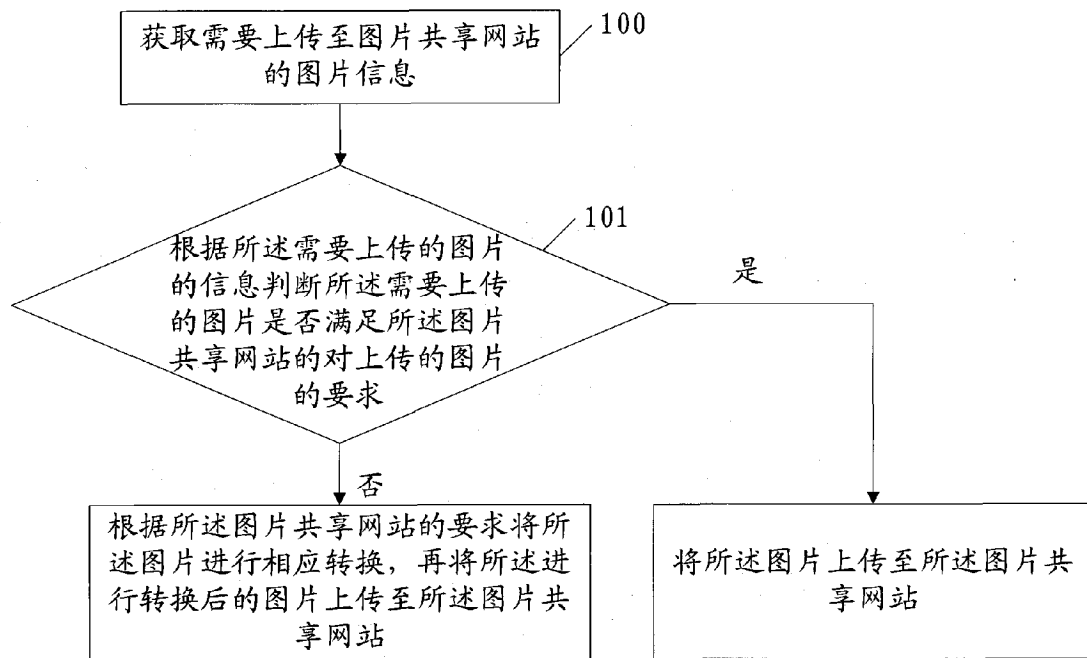 获取需要上传至图片共享网站
的图片信息
100
101
根据所述需要上传的图片
的信息判断所述需要上传
的图片是否满足所述图片
共享网站的对上传的图片
的要求
是
否
根据所述图片共享网站的要求将所
述图片进行相应转换，再将所述进
行转换后的图片上传至所述图片共
享网站
将所述图片上传至所述图片共
享网站